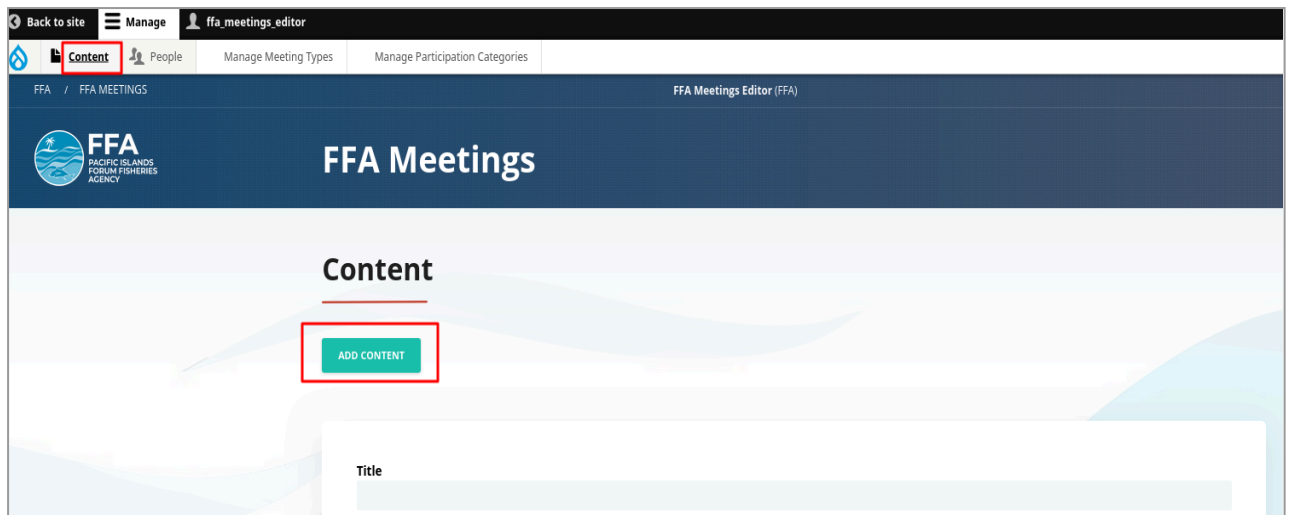 Back to site Manage ffa_meetings_editor
Content People Manage Meeting Types Manage Participation Categories
FFA / FFA MEETINGS FFA Meetings Editor (FFA)
FFA
PACIFIC ISLANDS
FORUM FISHERIES
AGENCY
FFA Meetings
Content
ADD CONTENT
Title